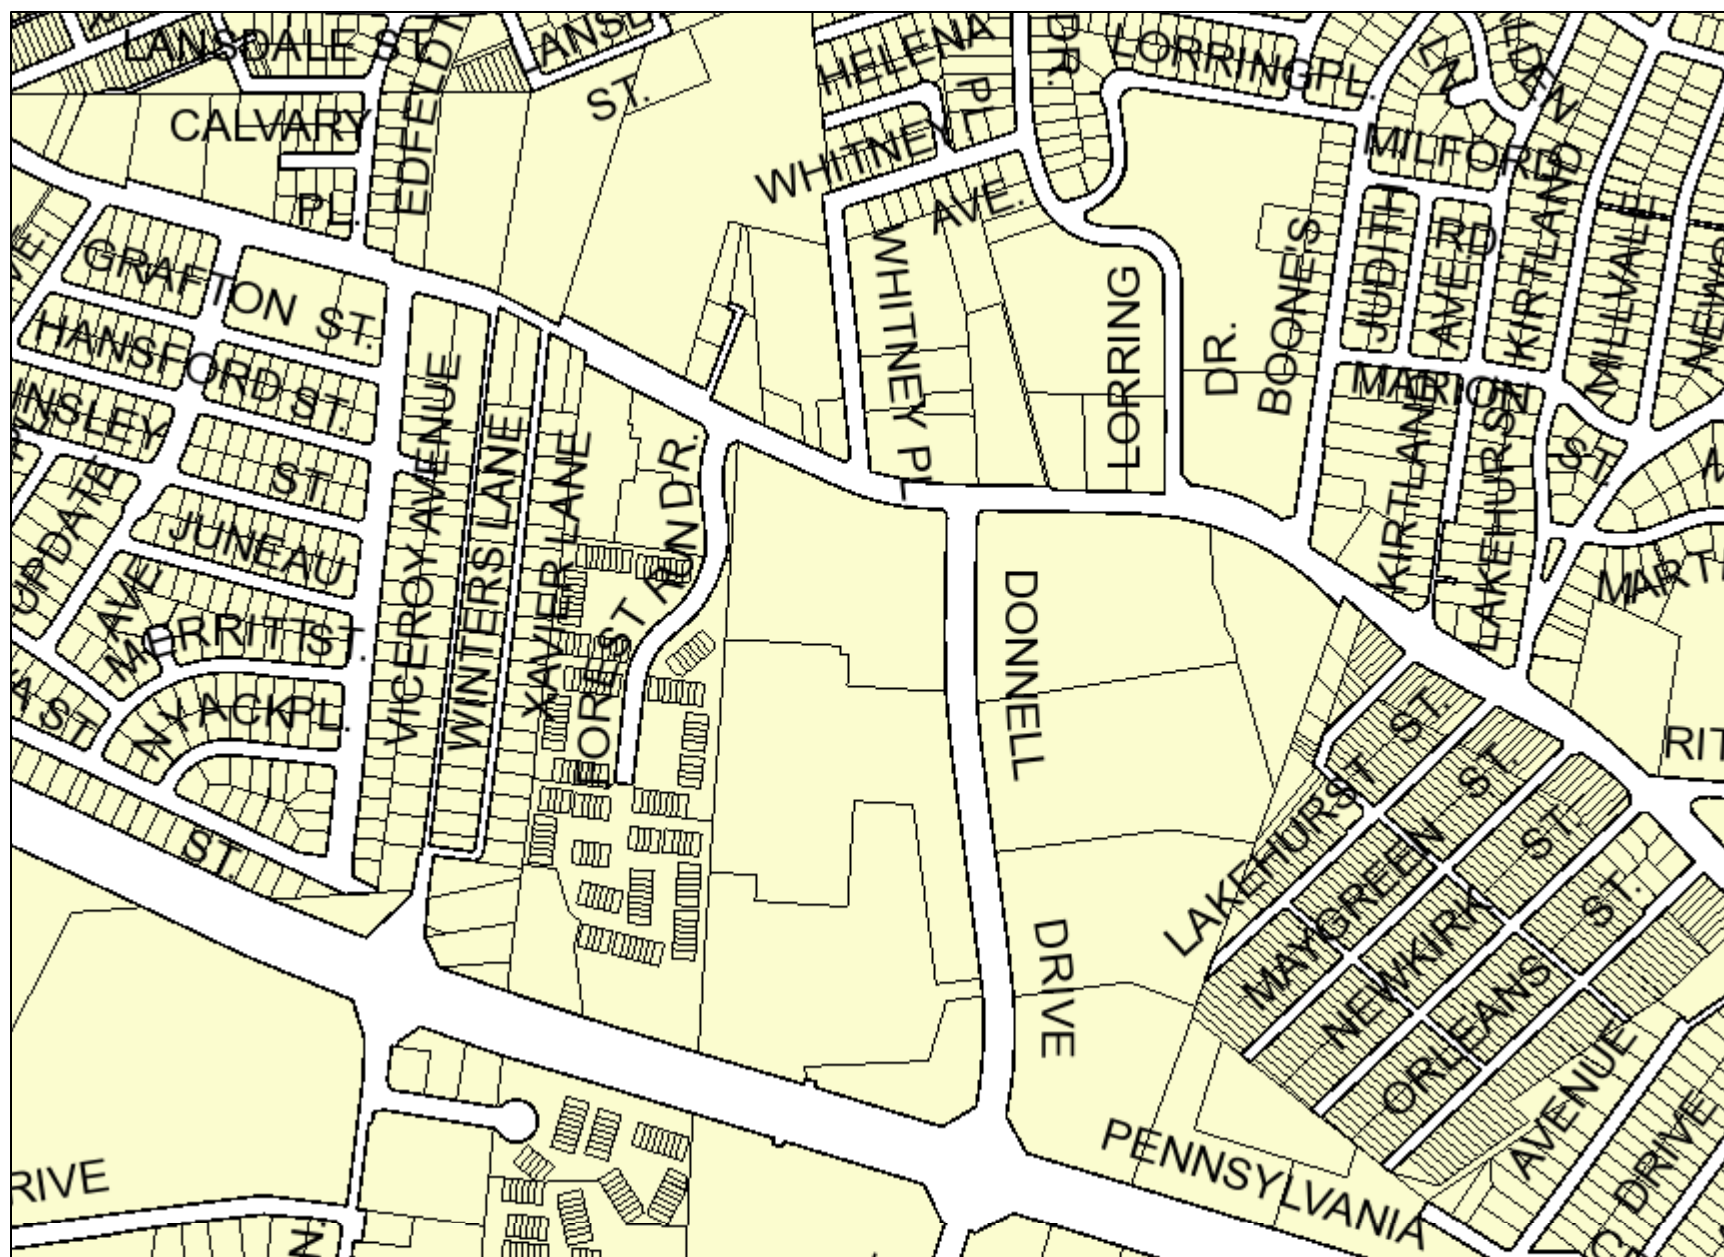 LANSDALE ST.
ST.
EDFELDT
CALVARY
PL.
HELENA
PL
DR.
LORRING PL.
LN
MILFORD
RD.
WHITNEY
AVE.
GRAFTON ST.
HANSFORD ST.
ST.
JUNEAU
UPDATE
AVE
MERRITT ST.
NYACK PL.
ST
ST.
VICEROY AVENUE
WINTERS LANE
XAVIER LANE
FOREST RUN DR.
WHITNEY PL
LORRING
DR.
BOONE'S
JUDITH
AVE.
KIRTLAND
MILLVALE
MARION
ST.
KIRTLAND
LAKEHURST
DONNELL
DRIVE
LAKEHURST
ST.
MAYGREEN
ST.
NEWKIRK
ST.
ORLEANS
ST.
AVENUE
DRIVE
PENNSYLVANIA